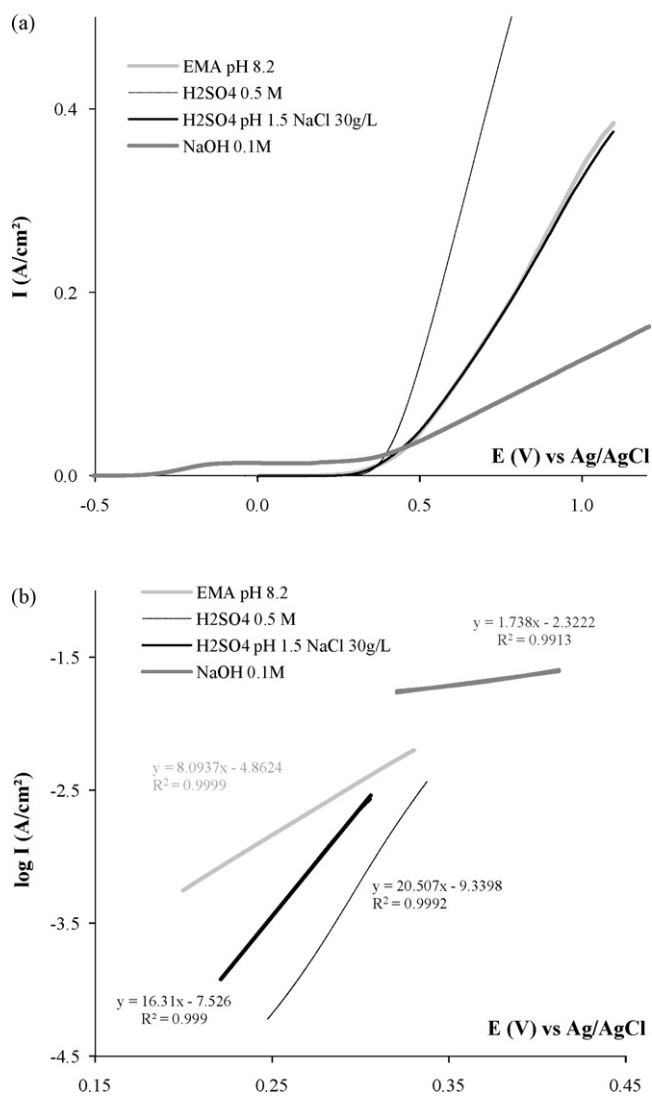 (a)
EMA pH 8.2
H2SO4 0.5 M
H2SO4 pH 1.5 NaCl 30g/L
NaOH 0.1M
0.4
I (A/cm²)
0.2
E (V) vs Ag/AgCl
0.0
-0.5 0.0 0.5 1.0
(b)
-1.5
EMA pH 8.2
H2SO4 0.5 M
H2SO4 pH 1.5 NaCl 30g/L
NaOH 0.1M
y = 1.738x - 2.3222
R² = 0.9913
y = 8.0937x - 4.8624
R² = 0.9999
-2.5
log I (A/cm²)
y = 20.507x - 9.3398
R² = 0.9992
-3.5
y = 16.31x - 7.526
R² = 0.999
E (V) vs Ag/AgCl
-4.5
0.15 0.25 0.35 0.45